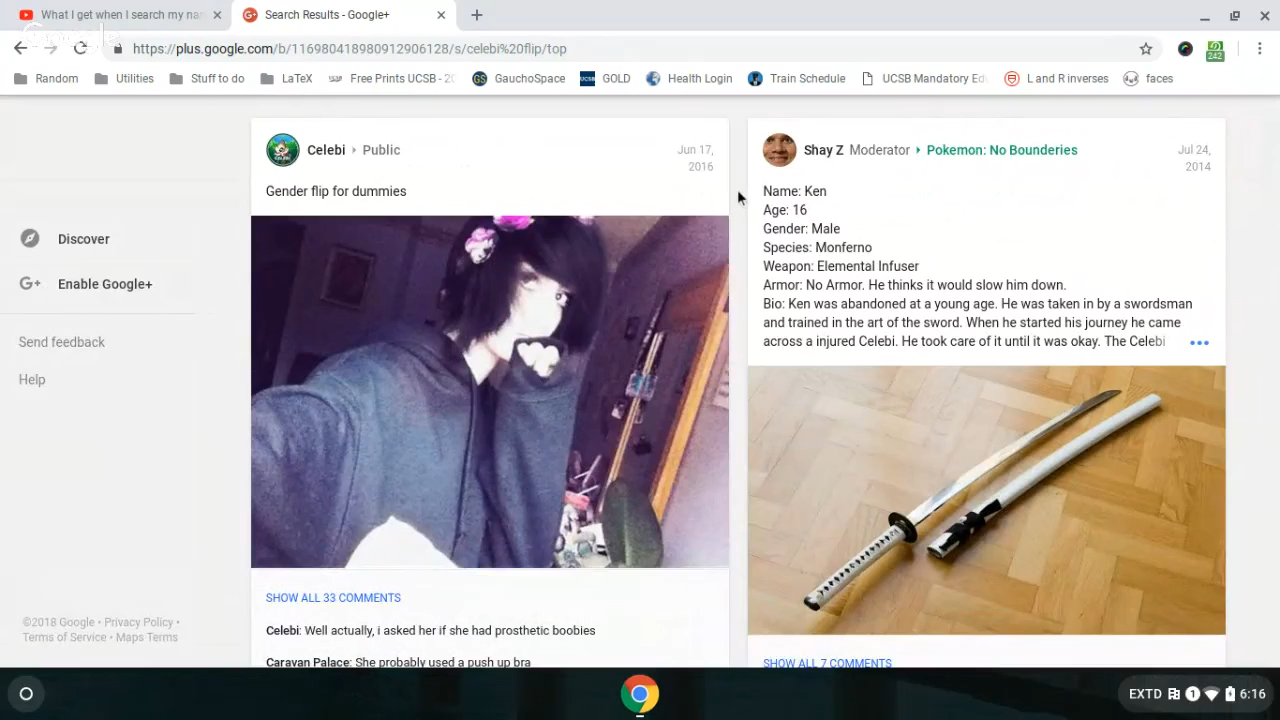 What I get when I search my nam
Search Results - Google+
Google
https://plus.google.com/b/116980418980912906128/s/celebi%20flip/top
242
Random
Utilities
Stuff to do
LaTeX
Free Prints UCSB - 20
GauchoSpace
UCSB
GOLD
Health Login
Train Schedule
UCSB Mandatory Ed
L and R inverses
faces
Discover
G+ Enable Google+
Send feedback
Help
©2018 Google • Privacy Policy •
Terms of Service • Maps Terms
Celebi Public
Jun 17,
2016
Gender flip for dummies
SHOW ALL 33 COMMENTS
Celebi: Well actually, i asked her if she had prosthetic boobies
Caravan Palace: She probably used a push up bra
Shay Z Moderator Pokemon: No Bounderies
Jul 24,
2014
Name: Ken
Age: 16
Gender: Male
Species: Monferno
Weapon: Elemental Infuser
Armor: No Armor. He thinks it would slow him down.
Bio: Ken was abandoned at a young age. He was taken in by a swordsman
and trained in the art of the sword. When he started his journey he came
across a injured Celebi. He took care of it until it was okay. The Celebi
SHOW ALL 7 COMMENTS
EXTD 1 6:16